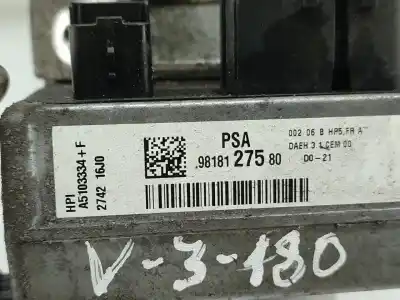 HPI
A5103334+F
2742 16J0
PSA
98181 275 80
002 06 B HP5 FR A
DAEH 3 1 CEM 00
D0-21
V-3-180